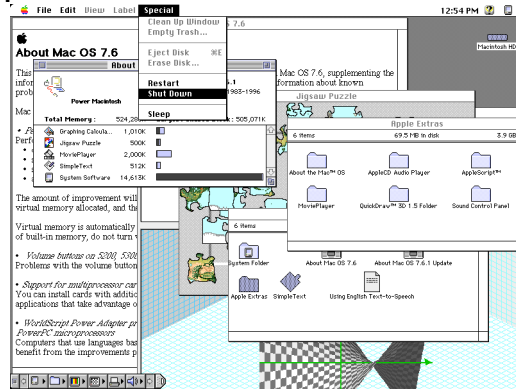 File Edit View Label Special
12:54 PM
Clean Up Window
Empty Trash...
Eject Disk ⌘E
Erase Disk...
Restart
Shut Down
Sleep
7.6
Macintosh HD
About Mac OS 7.6
This
Mac OS 7.6, supplementing the
infor
formation about known
prob
Mac
About
.1
1983-1996
Power Macintosh
Total Memory :
505,071K
Graphing Calcula... 1,010K
Jigsaw Puzzle 500K
MoviePlayer 2,000K
SimpleText 512K
System Software 14,613K
Jigsaw Puzzle
Apple Extras
6 items 69.5 MB in disk 3.9 GB
About the Mac™ OS
AppleCD Audio Player
AppleScript™
MoviePlayer
QuickDraw™ 3D 1.5 Folder
Sound Control Panel
6 items
System Folder
About Mac OS 7.6
About Mac OS 7.6.1 Update
Apple Extras
SimpleText
Using English Text-to-Speech
The amount of improvement will
virtual memory allocated, and the
Virtual memory is automatically
of built-in memory, do not turn
• Volume buttons on 5200, 5300
Problems with the volume button
• Support for multiprocessor car
You can install cards with additic
applications that take advantage o
• WorldScript Power Adapter pr
PowerPC microprocessors
Computers that use languages bas
benefit from the improvements p